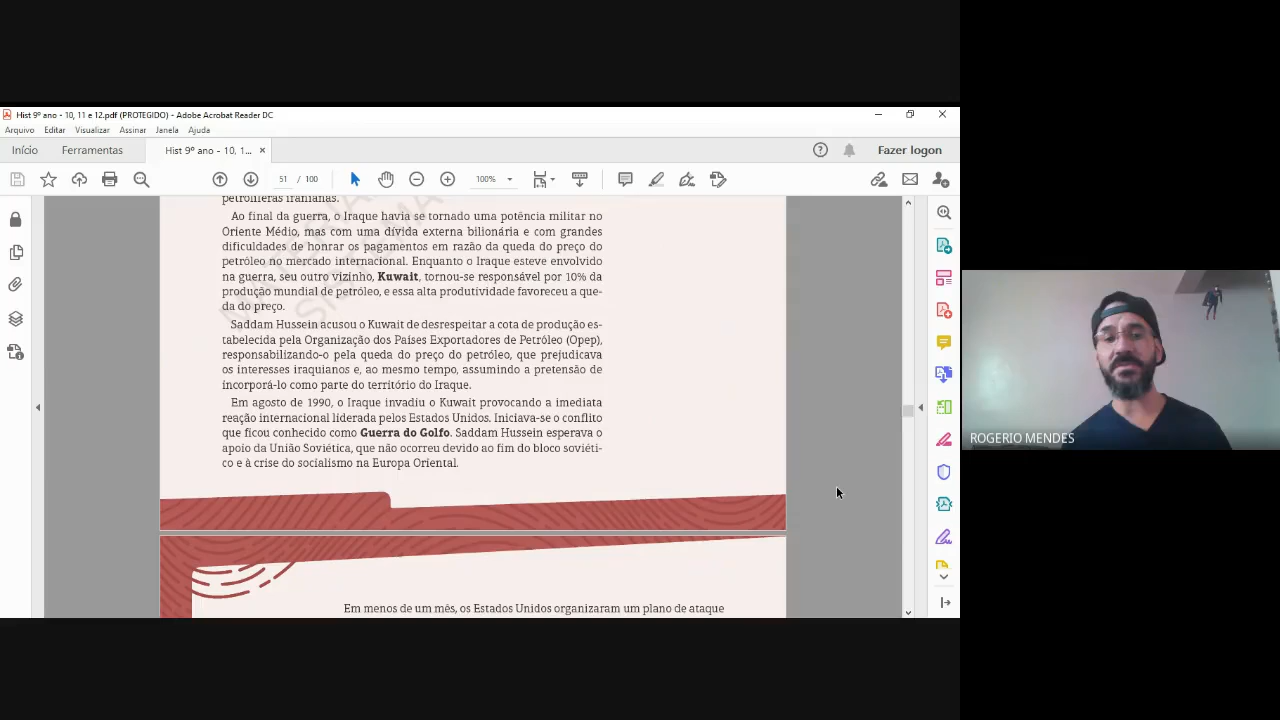 Hist 9º ano - 10, 11 e 12.pdf (PROTEGIDO) - Adobe Acrobat Reader DC
Arquivo Editar Visualizar Assinar Janela Ajuda
Início Ferramentas Hist 9º ano - 10, 1... × Fazer logon
51 / 100 100%
petrolíferas iranianas.
Ao final da guerra, o Iraque havia se tornado uma potência militar no
Oriente Médio, mas com uma dívida externa bilionária e com grandes
dificuldades de honrar os pagamentos em razão da queda do preço do
petróleo no mercado internacional. Enquanto o Iraque esteve envolvido
na guerra, seu outro vizinho, Kuwait, tornou-se responsável por 10% da
produção mundial de petróleo, e essa alta produtividade favoreceu a que-
da do preço.
Saddam Hussein acusou o Kuwait de desrespeitar a cota de produção es-
tabelecida pela Organização dos Países Exportadores de Petróleo (Opep),
responsabilizando-o pela queda do preço do petróleo, que prejudicava
os interesses iraquianos e, ao mesmo tempo, assumindo a pretensão de
incorporá-lo como parte do território do Iraque.
Em agosto de 1990, o Iraque invadiu o Kuwait provocando a imediata
reação internacional liderada pelos Estados Unidos. Iniciava-se o conflito
que ficou conhecido como Guerra do Golfo. Saddam Hussein esperava o
apoio da União Soviética, que não ocorreu devido ao fim do bloco soviéti-
co e à crise do socialismo na Europa Oriental.
Em menos de um mês, os Estados Unidos organizaram um plano de ataque
ROGERIO MENDES